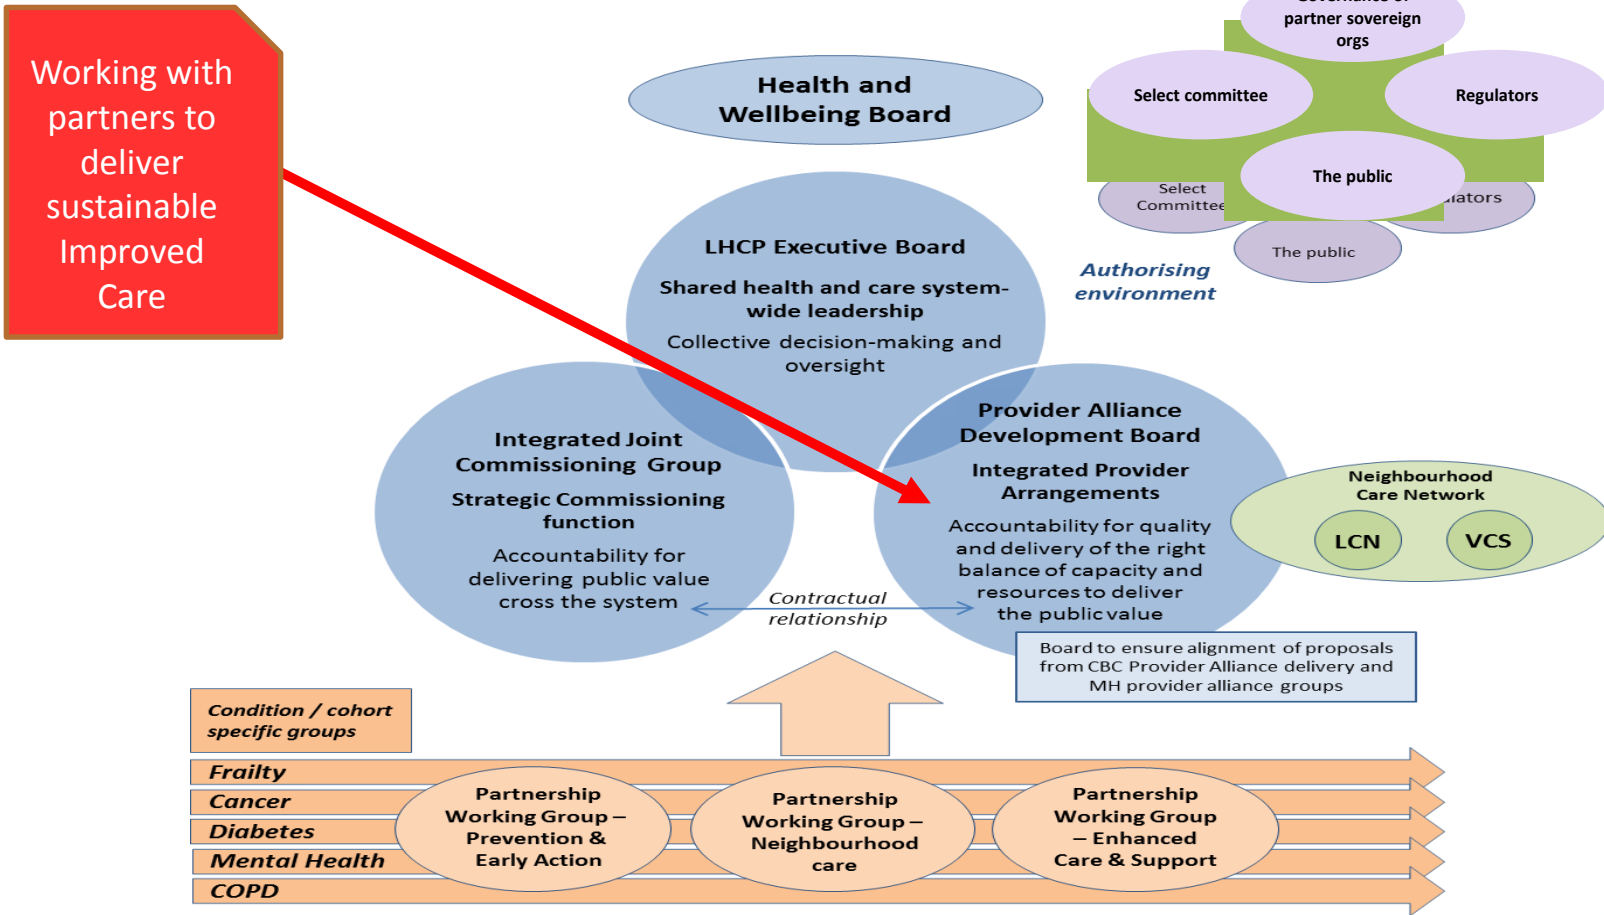 Working with
partners to
deliver
sustainable
Improved
Care
Health and
Wellbeing Board
partner sovereign
orgs
Select committee
Regulators
The public
Select
Committee
The public
Authorising
environment
LHCP Executive Board
Shared health and care system-
wide leadership
Collective decision-making and
oversight
Integrated Joint
Commissioning Group
Strategic Commissioning
function
Accountability for
delivering public value
cross the system
Contractual
relationship
Provider Alliance
Development Board
Integrated Provider
Arrangements
Accountability for quality
and delivery of the right
balance of capacity and
resources to deliver
the public value
Neighbourhood
Care Network
LCN
VCS
Board to ensure alignment of proposals
from CBC Provider Alliance delivery and
MH provider alliance groups
Condition / cohort
specific groups
Frailty
Cancer
Diabetes
Mental Health
COPD
Partnership
Working Group –
Prevention &
Early Action
Partnership
Working Group –
Neighbourhood
care
Partnership
Working Group
– Enhanced
Care & Support